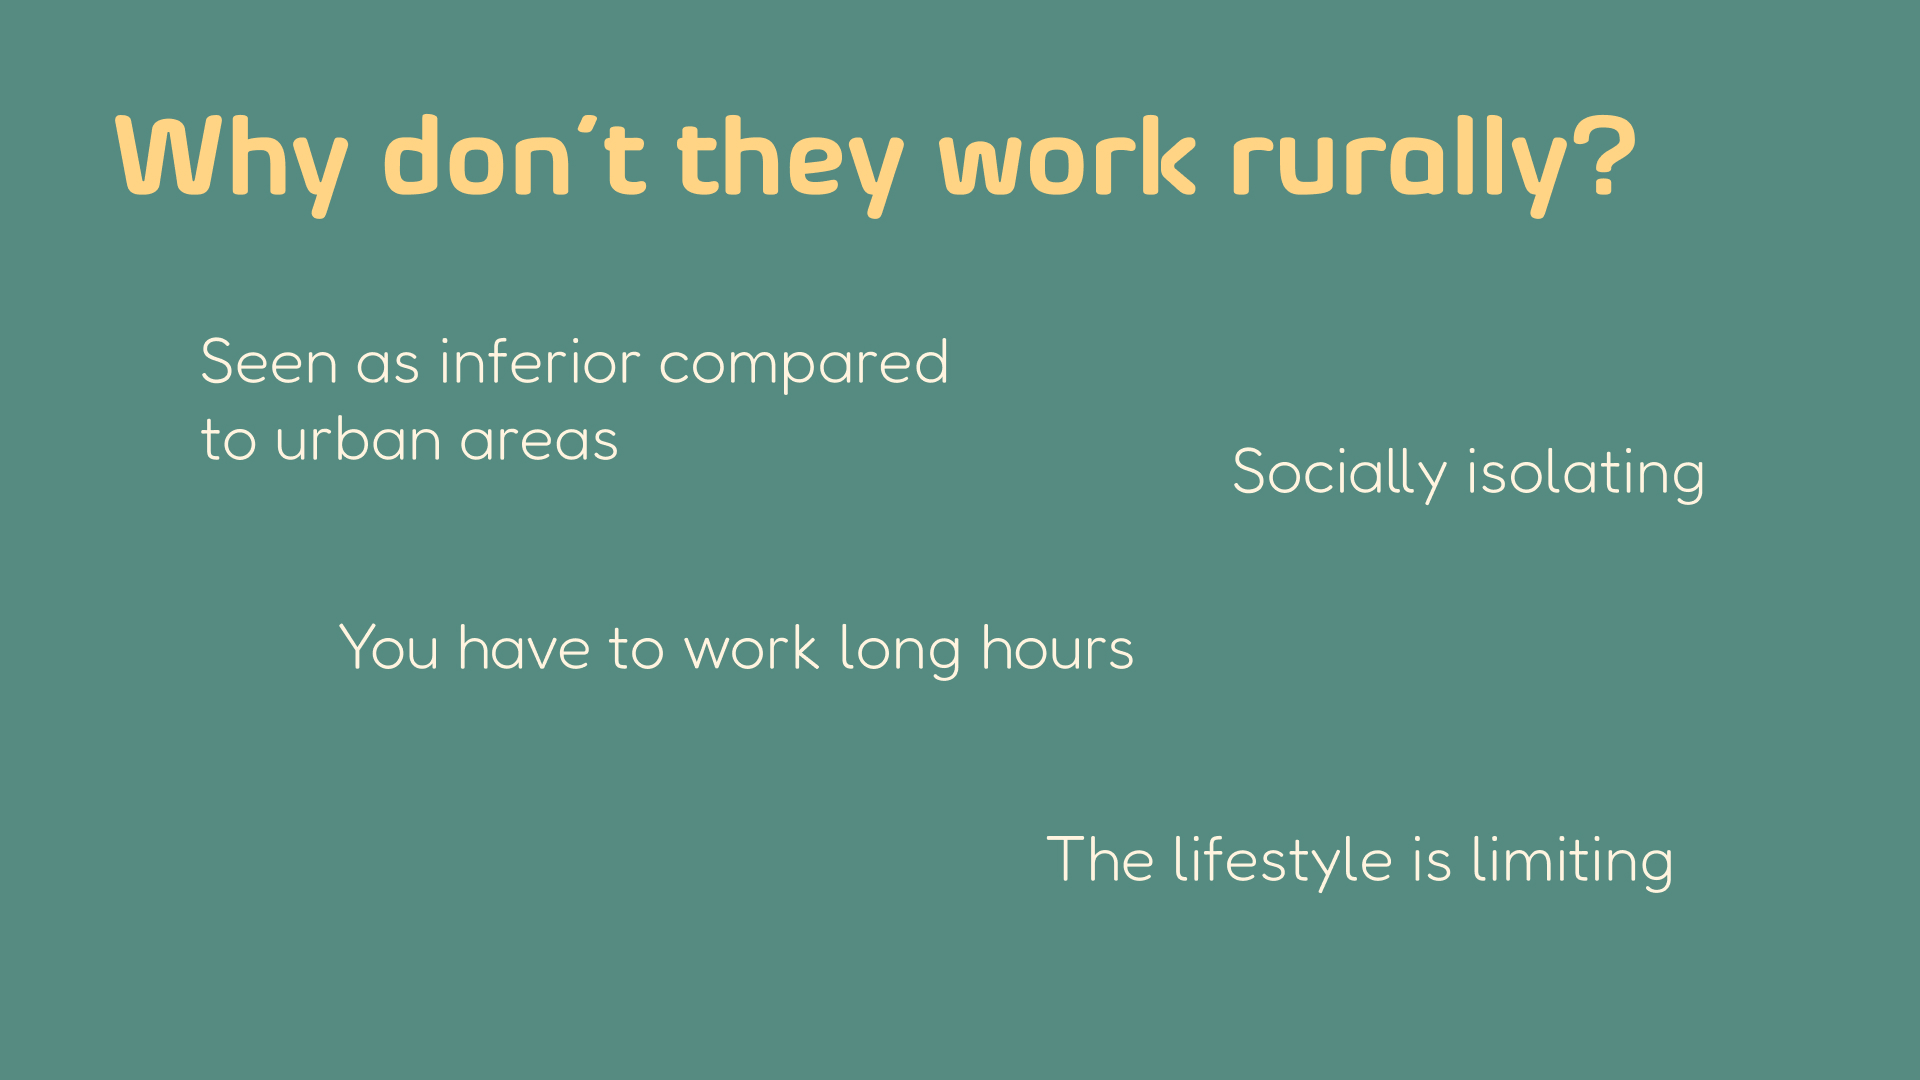 Why don´t they work rurally?
Seen as inferior compared
to urban areas
Socially isolating
You have to work long hours
The lifestyle is limiting